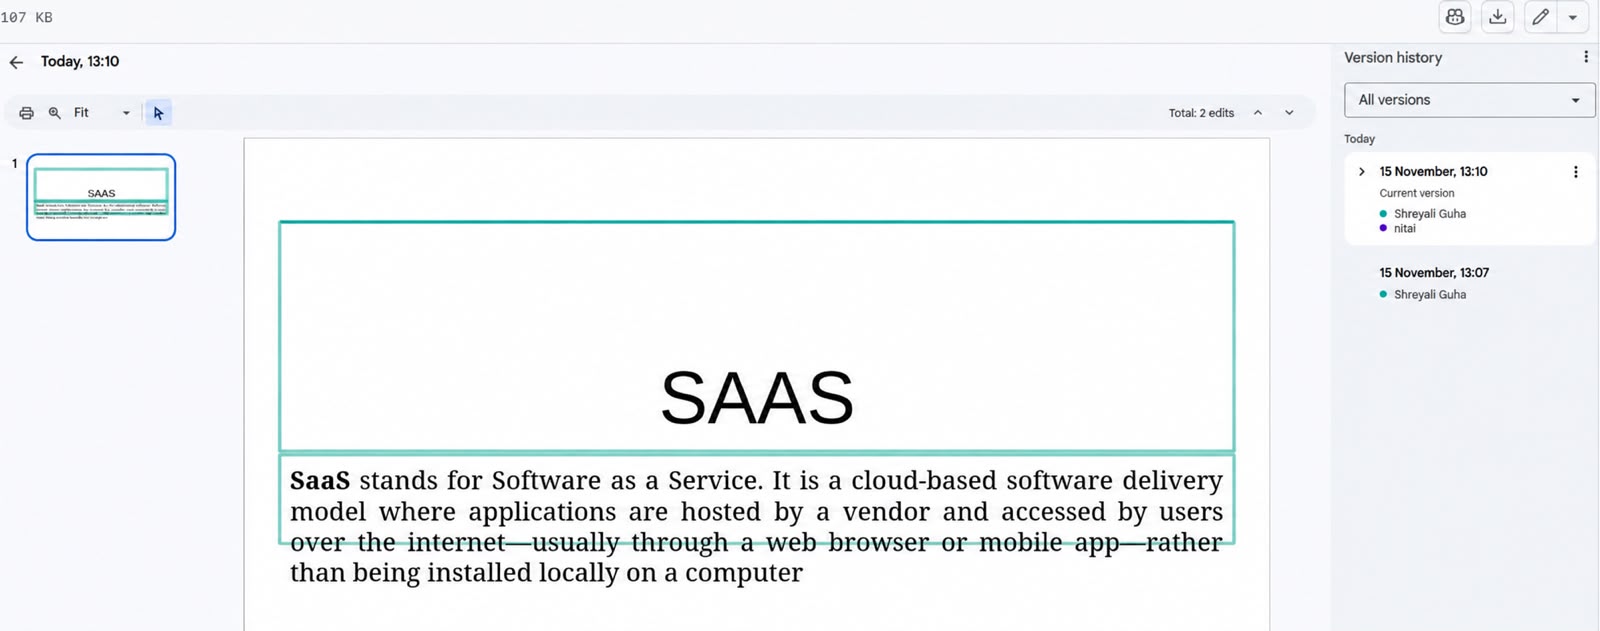 107 KB
Today, 13:10
Version history
Fit
Total: 2 edits
All versions
Today
1
15 November, 13:10
Current version
Shreyali Guha
nitai
15 November, 13:07
Shreyali Guha
SAAS
SAAS
SaaS stands for Software as a Service. It is a cloud-based software delivery
model where applications are hosted by a vendor and accessed by users
over the internet—usually through a web browser or mobile app—rather
than being installed locally on a computer